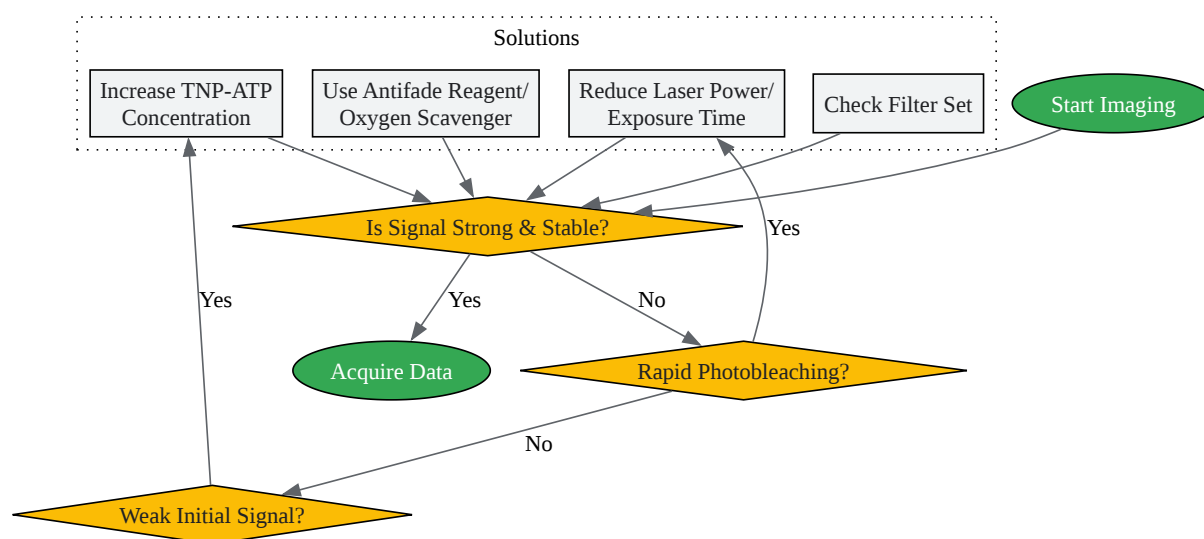 Solutions
Increase TNP-ATP
Concentration
Use Antifade Reagent/
Oxygen Scavenger
Reduce Laser Power/
Exposure Time
Check Filter Set
Start Imaging
Is Signal Strong & Stable?
Yes
Yes
Yes
No
Acquire Data
Rapid Photobleaching?
No
Weak Initial Signal?